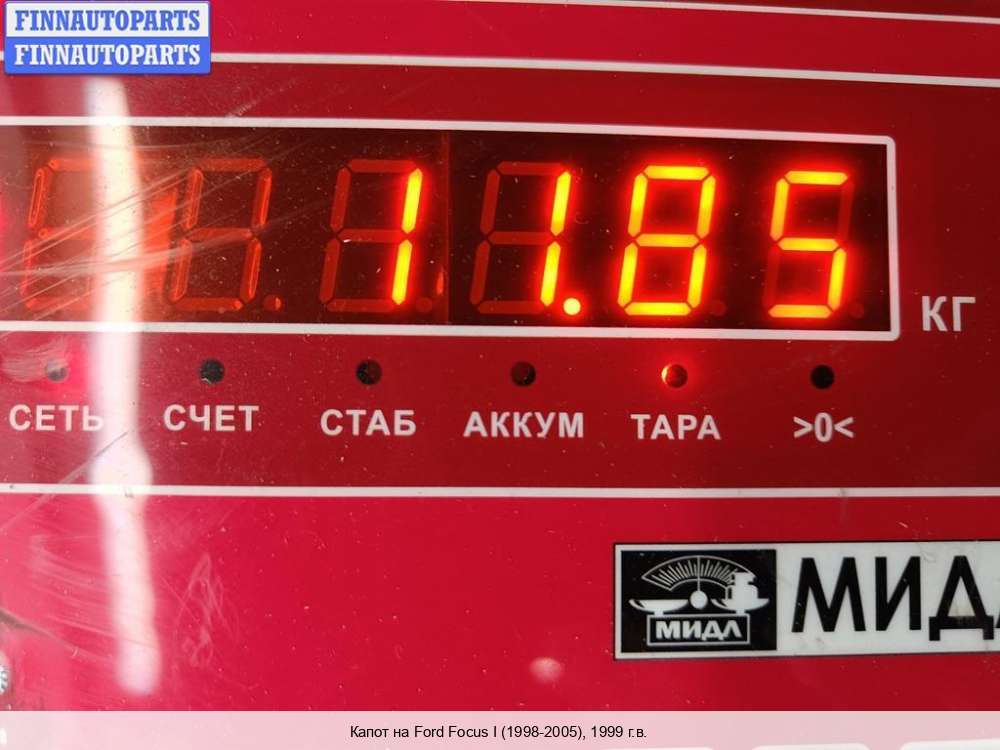 FINNAUTOPARTS
FINNAUTOPARTS
11.85
КГ
СЕТЬ СЧЕТ СТАБ АККУМ ТАРА >0<
МИДЛ
МИДЛ
Капот на Ford Focus I (1998-2005), 1999 г.в.